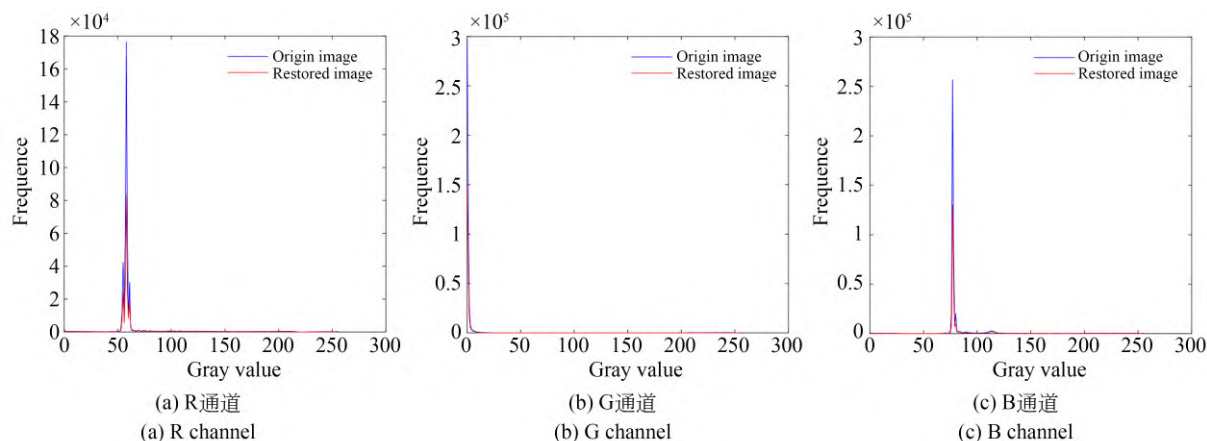 ×10⁴
18
16
14
12
10
8
6
4
2
0
Frequence
Origin image
Restored image
0 50 100 150 200 250 300
Gray value
(a) R通道
(a) R channel
×10⁵
3
2.5
2
1.5
1
0.5
0
Frequence
Origin image
Restored image
0 50 100 150 200 250 300
Gray value
(b) G通道
(b) G channel
×10⁵
3
2.5
2
1.5
1
0.5
0
Frequence
Origin image
Restored image
0 50 100 150 200 250 300
Gray value
(c) B通道
(c) B channel